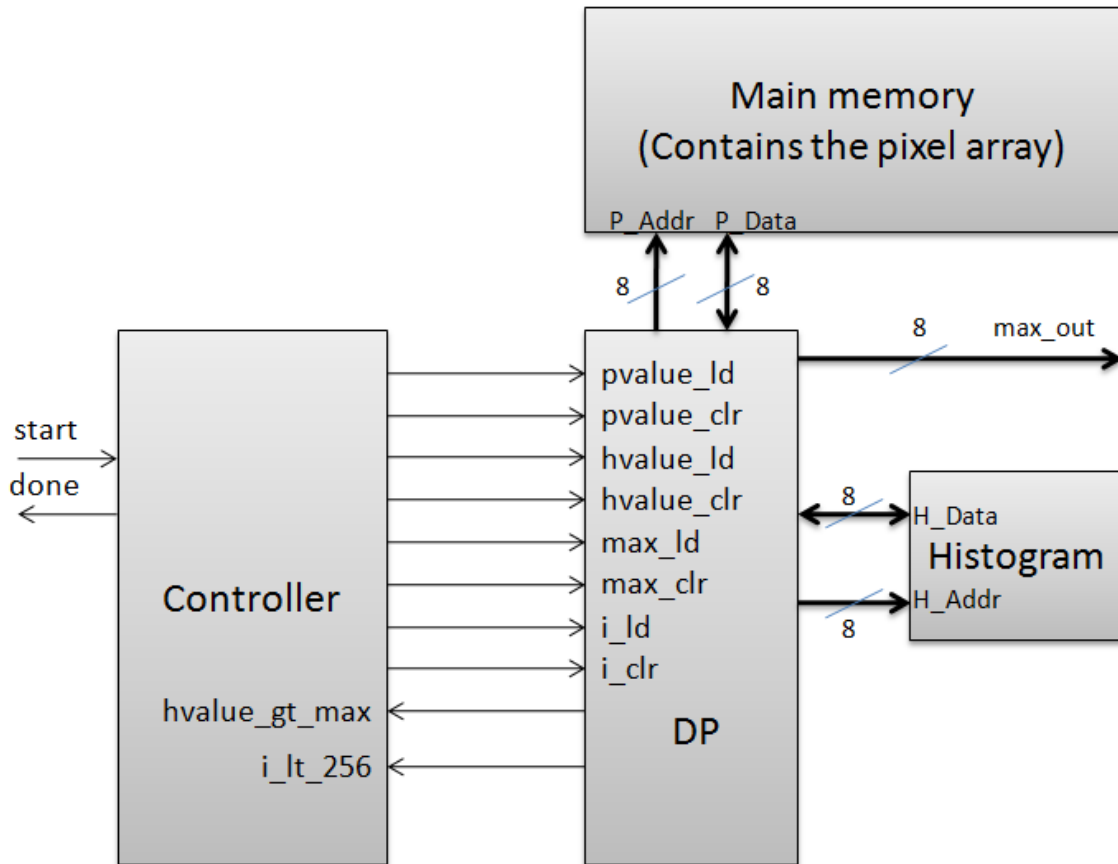 Main memory
(Contains the pixel array)
P_Addr P_Data
8 8
8 max_out
start
done
Controller
hvalue_gt_max
i_lt_256
pvalue_ld
pvalue_clr
hvalue_ld
hvalue_clr
max_ld
max_clr
i_ld
i_clr
DP
8
H_Data
Histogram
H_Addr
8